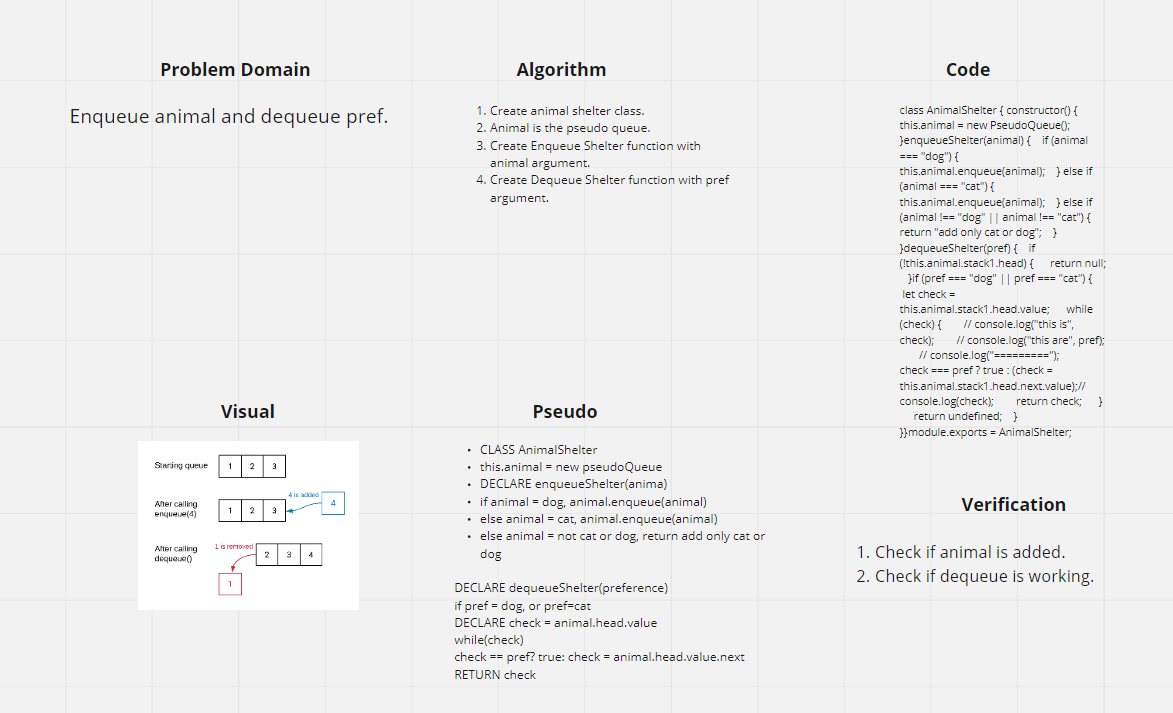 Problem Domain
Enqueue animal and dequeue pref.
Algorithm
1. Create animal shelter class.
2. Animal is the pseudo queue.
3. Create Enqueue Shelter function with
animal argument.
4. Create Dequeue Shelter function with pref
argument.
Code
class AnimalShelter { constructor() {
this.animal = new PseudoQueue();
}enqueueShelter(animal) { if (animal
=== "dog") {
this.animal.enqueue(animal); } else if
(animal === "cat") {
this.animal.enqueue(animal); } else if
(animal !== "dog" || animal !== "cat") {
return "add only cat or dog"; }
}dequeueShelter(pref) { if
(!this.animal.stack1.head) { return null;
}if (pref === "dog" || pref === "cat") {
let check =
this.animal.stack1.head.value; while
(check) { // console.log("this is",
check); // console.log("this are", pref);
// console.log("=========");
check === pref ? true : (check =
this.animal.stack1.head.next.value);//
console.log(check); return check; }
return undefined; }
}}module.exports = AnimalShelter;
Visual
Starting queue
1 2 3
After calling
enqueue(4)
1 2 3
4 is added
4
After calling
dequeue()
1 is removed
2 3 4
1
Pseudo
• CLASS AnimalShelter
• this.animal = new pseudoQueue
• DECLARE enqueueShelter(anima)
• if animal = dog, animal.enqueue(animal)
• else animal = cat, animal.enqueue(animal)
• else animal = not cat or dog, return add only cat or
dog
DECLARE dequeueShelter(preference)
if pref = dog, or pref=cat
DECLARE check = animal.head.value
while(check)
check == pref? true: check = animal.head.value.next
RETURN check
Verification
1. Check if animal is added.
2. Check if dequeue is working.